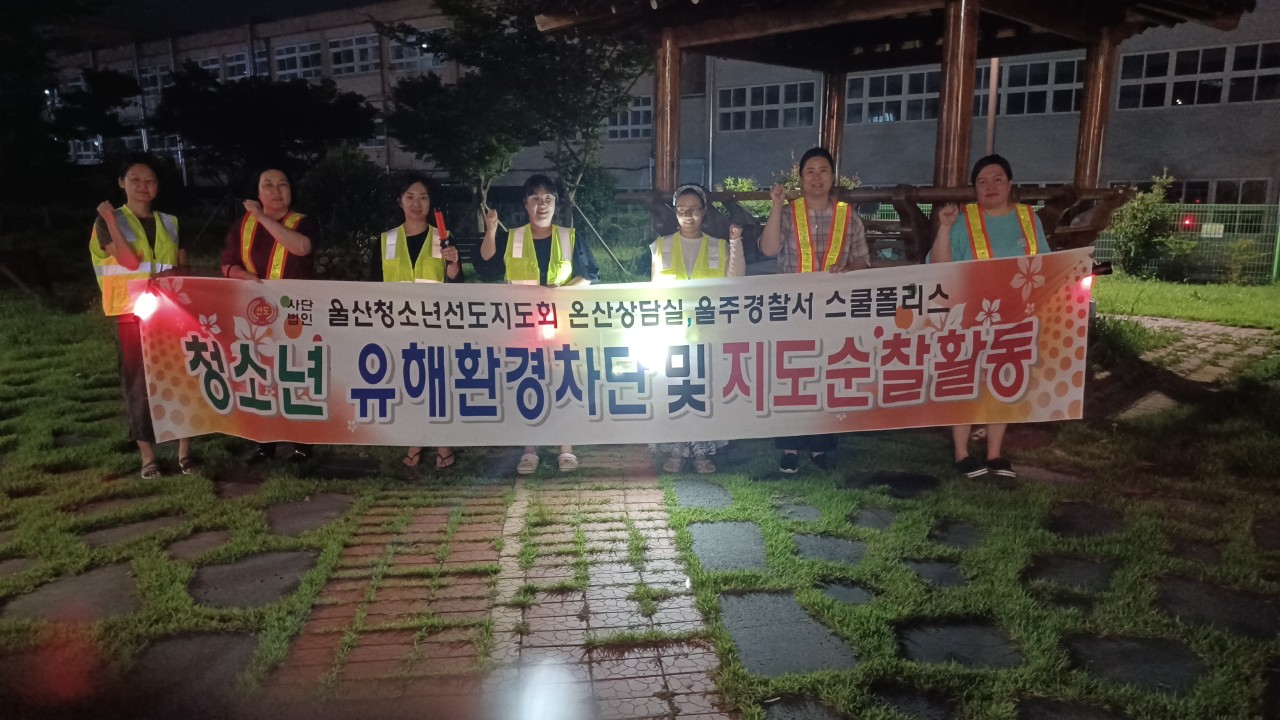 선도 사단법인 울산청소년선도지도회 온산상담실,울주경찰서 스쿨폴리스
청소년 유해환경차단 및 지도순찰활동